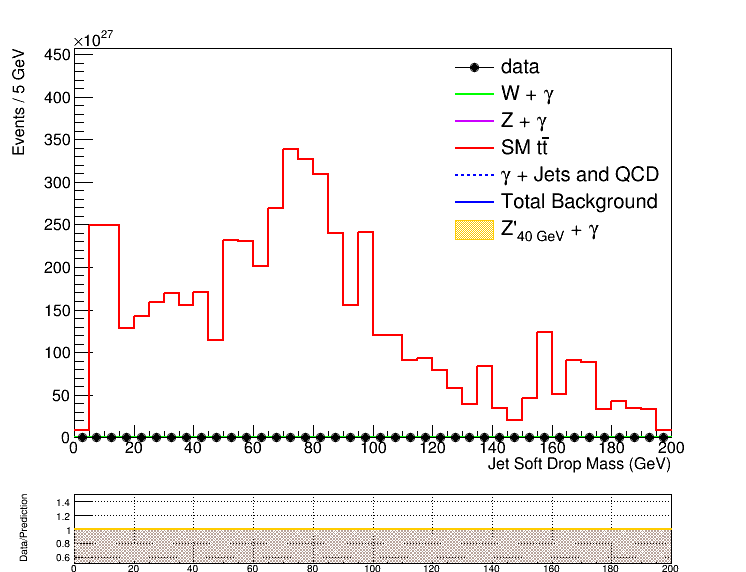 ×10²⁷
Events / 5 GeV
450
400
350
300
250
200
150
100
50
0
data
W + γ
Z + γ
SM tt̄
γ + Jets and QCD
Total Background
Z'40 GeV + γ
0 20 40 60 80 100 120 140 160 180 200
Jet Soft Drop Mass (GeV)
Data/Prediction
1.4
1.2
1
0.8
0.6
0 20 40 60 80 100 120 140 160 180 200